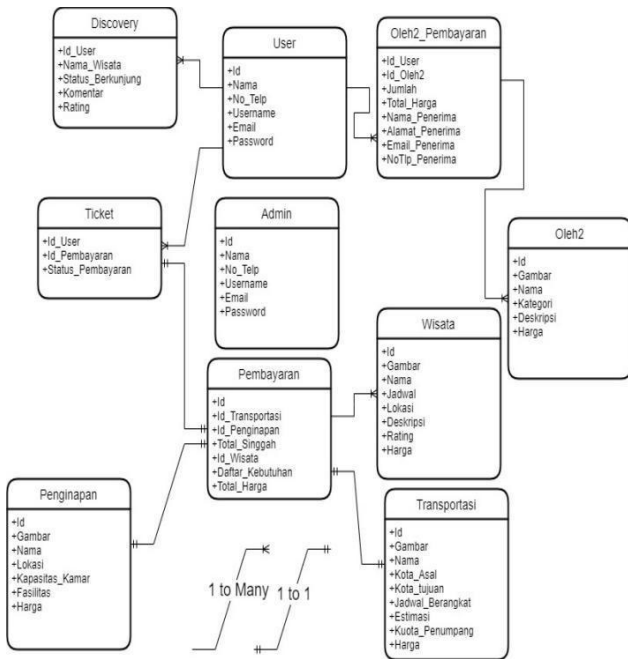 Discovery
+Id_User
+Nama_Wisata
+Status_Berkunjung
+Komentar
+Rating
User
+Id
+Nama
+No_Telp
+Username
+Email
+Password
Oleh2_Pembayaran
+Id_User
+Id_Oleh2
+Jumlah
+Total_Harga
+Nama_Penerima
+Alamat_Penerima
+Email_Penerima
+NoTlp_Penerima
Ticket
+Id_User
+Id_Pembayaran
+Status_Pembayaran
Admin
+Id
+Nama
+No_Telp
+Username
+Email
+Password
Oleh2
+Id
+Gambar
+Nama
+Kategori
+Deskripsi
+Harga
Wisata
+Id
+Gambar
+Nama
+Jadwal
+Lokasi
+Deskripsi
+Rating
+Harga
Pembayaran
+Id
+Id_Transportasi
+Id_Penginapan
+Total_Singgah
+Id_Wisata
+Daftar_Kebutuhan
+Total_Harga
Penginapan
+Id
+Gambar
+Nama
+Lokasi
+Kapasitas_Kamar
+Fasilitas
+Harga
Transportasi
+Id
+Gambar
+Nama
+Kota_Asal
+Kota_tujuan
+Jadwal_Berangkat
+Estimasi
+Kuota_Penumpang
+Harga
1 to Many
1 to 1